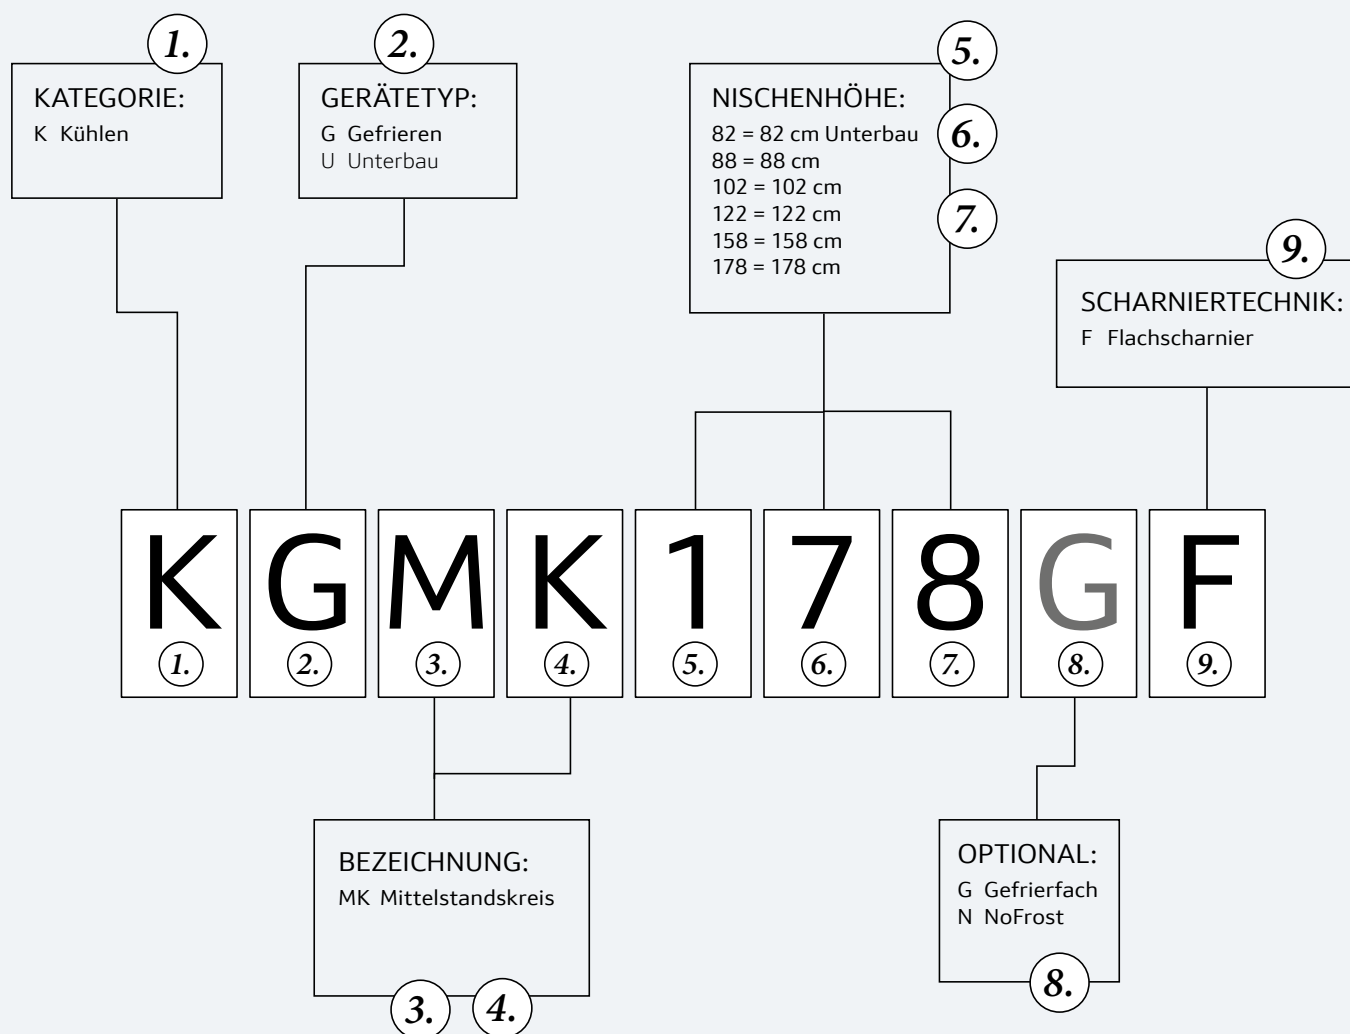 1.
KATEGORIE:
K Kühlen
2.
GERÄTETYP:
G Gefrieren
U Unterbau
5.
6.
7.
NISCHENHÖHE:
82 = 82 cm Unterbau
88 = 88 cm
102 = 102 cm
122 = 122 cm
158 = 158 cm
178 = 178 cm
9.
SCHARNIERTECHNIK:
F Flachscharnier
K G M K 1 7 8 G F
1. 2. 3. 4. 5. 6. 7. 8. 9.
BEZEICHNUNG:
MK Mittelstandskreis
3. 4.
OPTIONAL:
G Gefrierfach
N NoFrost
8.